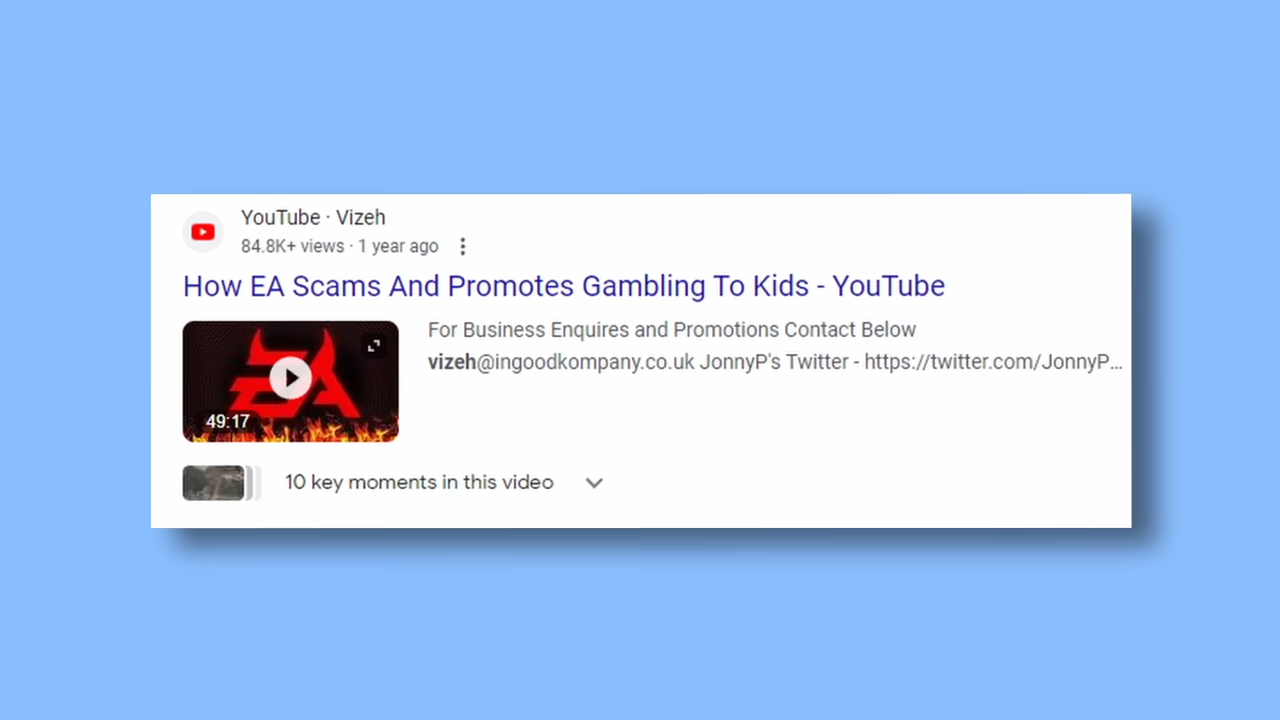 YouTube · Vizeh
84.8K+ views · 1 year ago
How EA Scams And Promotes Gambling To Kids - YouTube
For Business Enquires and Promotions Contact Below
vizeh@ingoodkompany.co.uk JonnyP's Twitter - https://twitter.com/JonnyP...
EA
49:17
10 key moments in this video